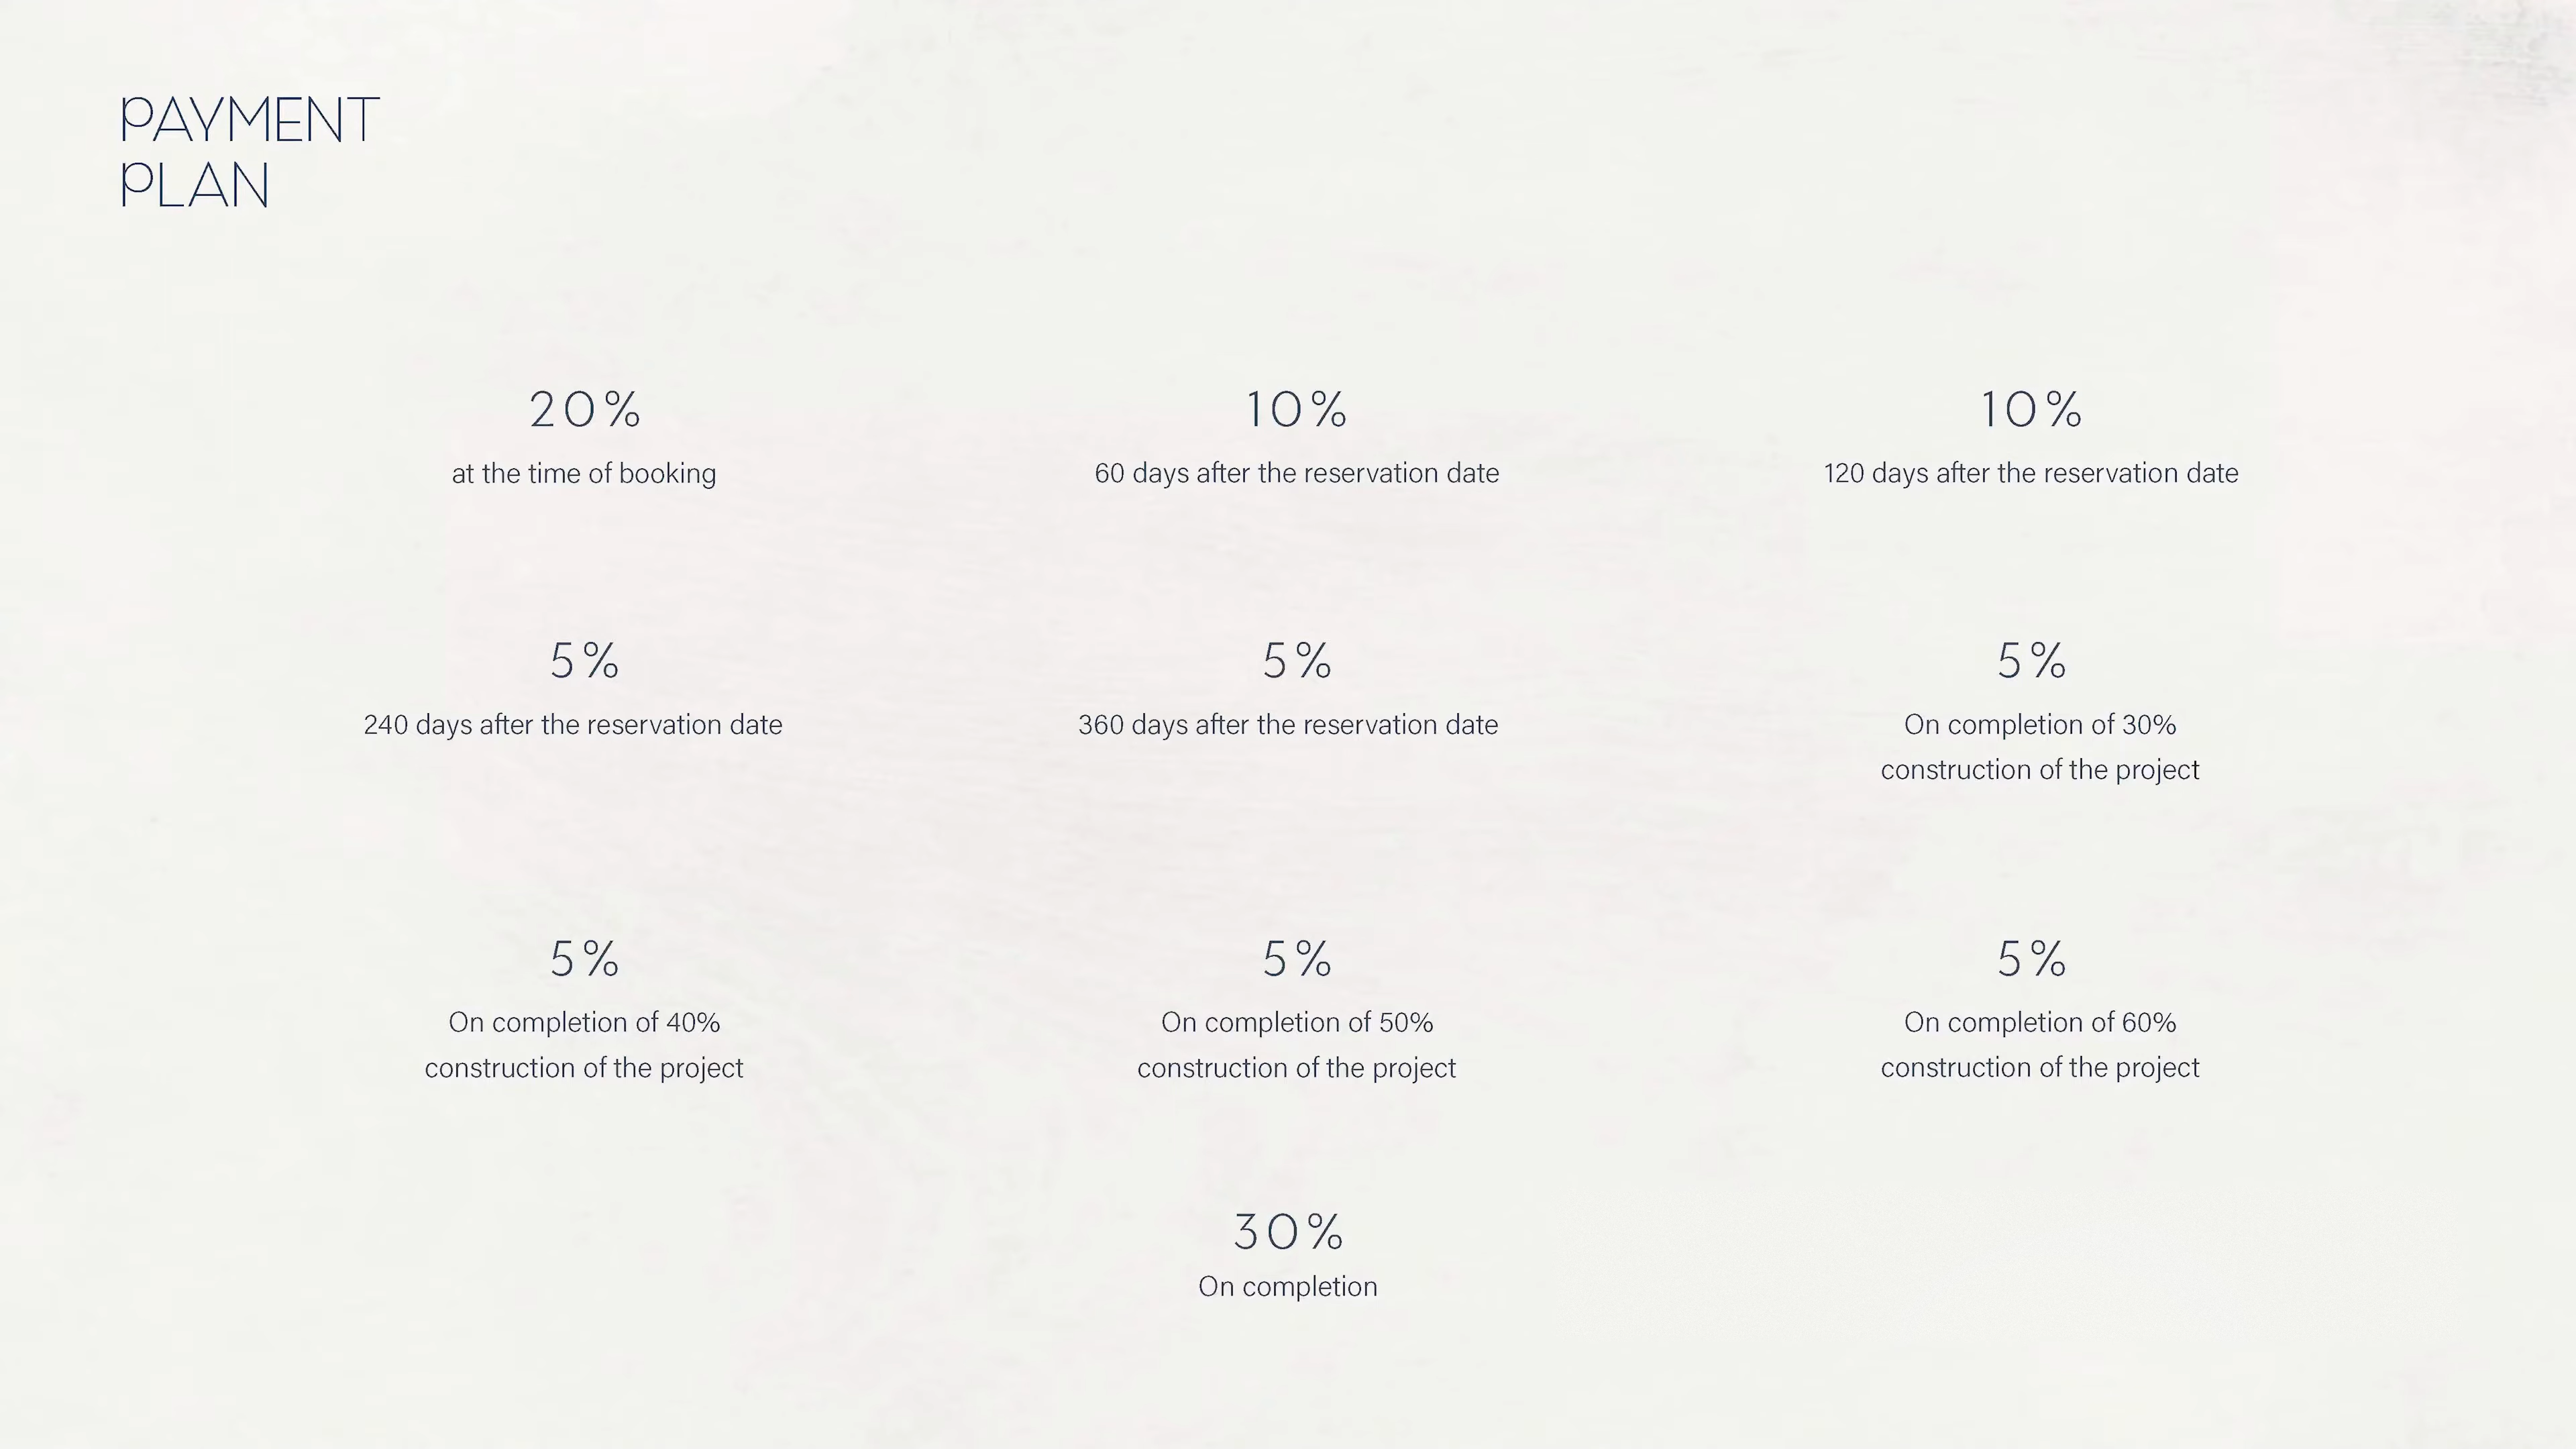 PAYMENT
PLAN
20%
at the time of booking
10%
60 days after the reservation date
10%
120 days after the reservation date
5%
240 days after the reservation date
5%
360 days after the reservation date
5%
On completion of 30%
construction of the project
5%
On completion of 40%
construction of the project
5%
On completion of 50%
construction of the project
5%
On completion of 60%
construction of the project
30%
On completion